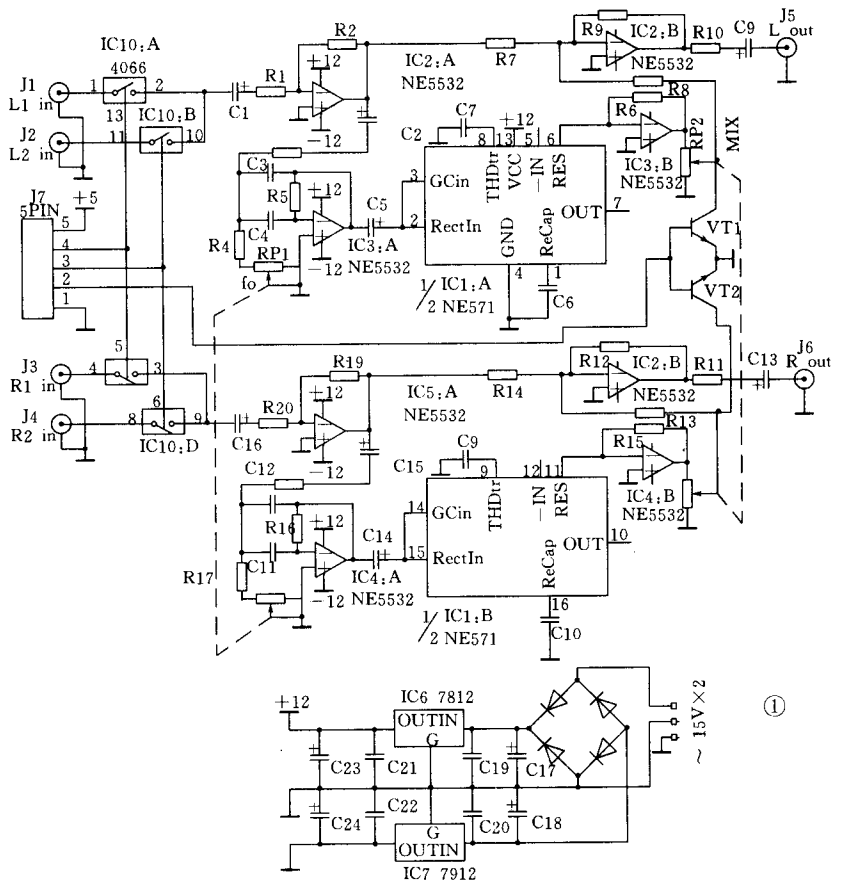 IC10:A
4066
J1
L1 in
1
2
13
J2
L2 in
11
IC10:B
10
J7
5PIN
+5
5
4
3
2
1
C1
R1
R2
+12
-12
IC2:A
NE5532
R7
R9
IC2:B
NE5532
R10
C9
J5
L out
R8
R6
RP2
MIX
IC3:B
NE5532
C3
R5
C4
R4
RP1
fo
+12
-12
C5
IC3:A
NE5532
C2
C7
+12
8
13
5
6
THDtr
VCC
-IN
RES
3
GCin
2
RectIn
GND
ReCap
OUT
7
4
1
C6
1/2 IC1:A
NE571
VT1
VT2
J3
R1 in
4
5
3
J4
R2 in
8
6
9
IC10:D
C16
R20
R19
+12
-12
IC5:A
NE5532
R14
R12
IC2:B
NE5532
R11
C13
J6
R out
R13
R15
IC4:B
NE5532
C12
R16
C11
R17
+12
-12
C14
IC4:A
NE5532
C15
C9
9
12
11
THDtr
-IN
RES
14
GCin
15
RectIn
ReCap
OUT
10
16
C10
1/2 IC1:B
NE571
+12
IC6 7812
OUTIN
G
C23
C21
C19
C17
C24
C22
C20
C18
G
OUTIN
IC7 7912
~15V×2
①